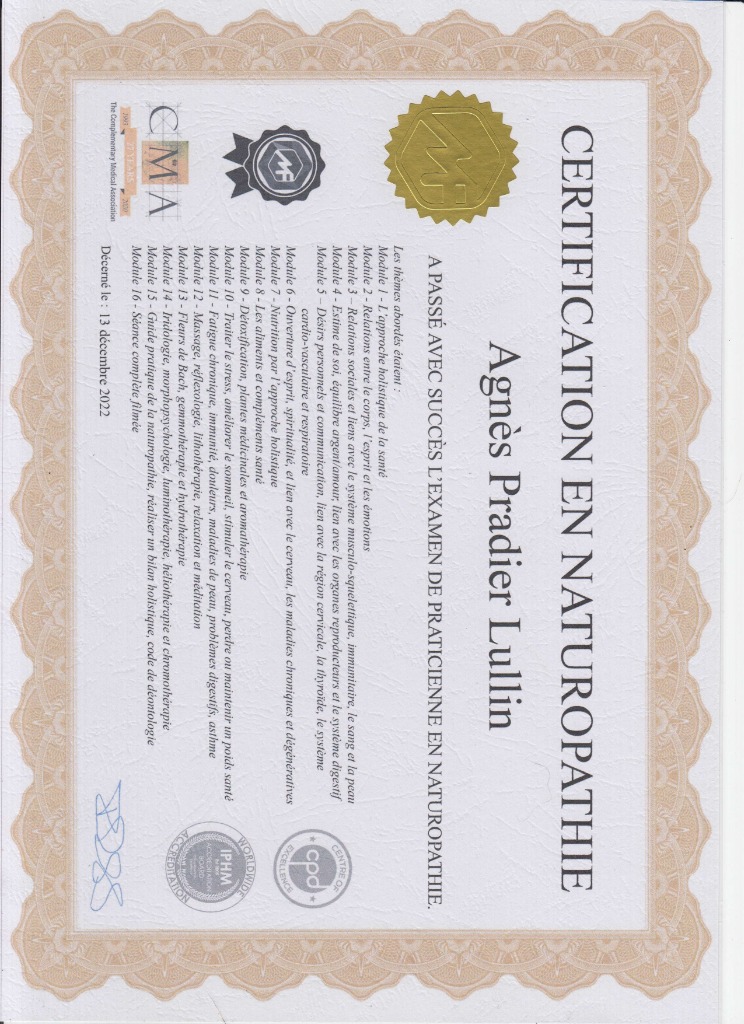 CERTIFICATION EN NATUROPATHIE
Agnès Pradier Lullin
A PASSÉ AVEC SUCCÈS L'EXAMEN DE PRATICIENNE EN NATUROPATHIE.
Les thèmes abordés étaient :
Module 1 - L'approche holistique de la santé
Module 2 - Relations entre le corps, l'esprit et les émotions
Module 3 – Relations sociales et liens avec le système musculo-squelettique, immunitaire, le sang et la peau
Module 4 - Estime de soi, équilibre argent/amour, lien avec les organes reproducteurs et le système digestif
Module 5 – Désirs personnels et communication, lien avec la région cervicale, la thyroïde, le système
cardio-vasculaire et respiratoire
Module 6 - Ouverture d'esprit, spiritualité, et lien avec le cerveau, les maladies chroniques et dégénératives
Module 7 - Nutrition par l'approche holistique
Module 8 - Les aliments et compléments santé
Module 9 - Détoxification, plantes médicinales et aromathérapie
Module 10 - Traiter le stress, améliorer le sommeil, stimuler le cerveau, perdre ou maintenir un poids santé
Module 11 - Fatigue chronique, immunité, douleurs, maladies de peau, problèmes digestifs, asthme
Module 12 - Massage, réflexologie, lithothérapie, relaxation et méditation
Module 13 - Fleurs de Bach, gemmothérapie et hydrothérapie
Module 14 - Iridologie, morphopsychologie, luminothérapie, héliothérapie et chromothérapie
Module 15 - Guide pratique de la naturopathie, réaliser un bilan holistique, code de déontologie
Module 16 - Séance complète filmée
Décerné le : 13 décembre 2022
MF
CMA
The Complementary Medical Association
CENTRE OF
cpd
EXCELLENCE
WORLDWIDE
IPHM
ACCREDITATION
BOARD
ACCREDITATION